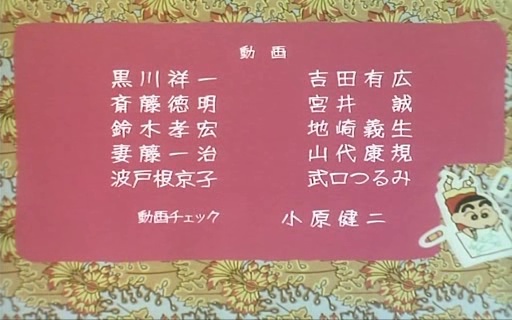 動画
黒川祥一 吉田有広
斎藤徳明 宮井 誠
鈴木孝宏 地崎義生
妻藤一治 山代康規
波戸根京子 武口つるみ
動画チェック 小原健二